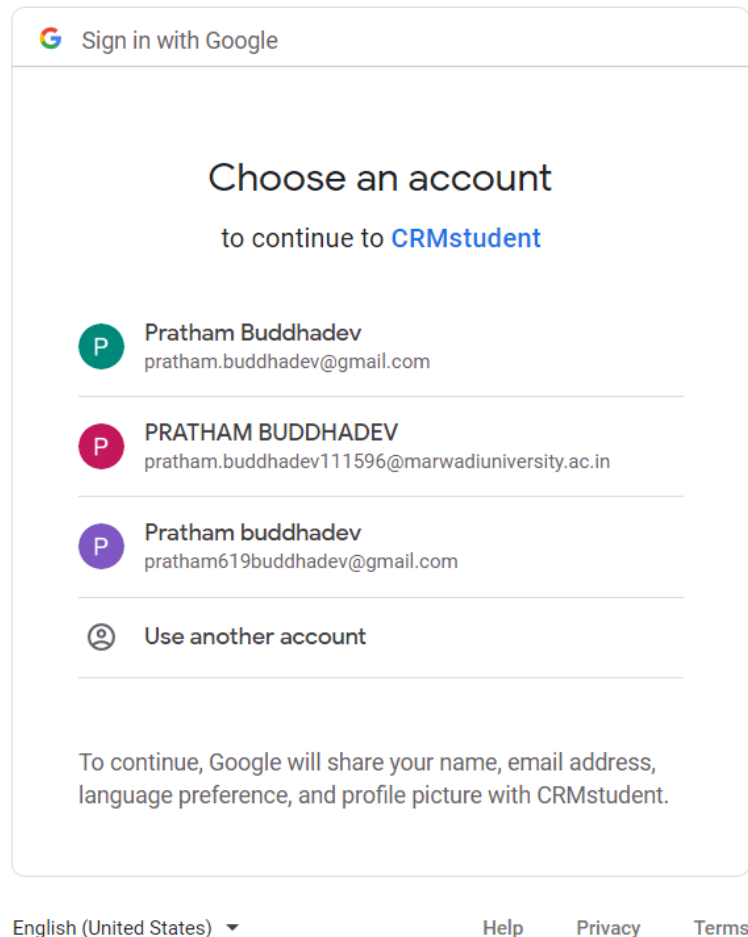 Sign in with Google
Choose an account
to continue to CRMstudent
P
Pratham Buddhadev
pratham.buddhadev@gmail.com
P
PRATHAM BUDDHADEV
pratham.buddhadev111596@marwadiuniversity.ac.in
P
Pratham buddhadev
pratham619buddhadev@gmail.com
Use another account
To continue, Google will share your name, email address,
language preference, and profile picture with CRMstudent.
English (United States) Help Privacy Terms